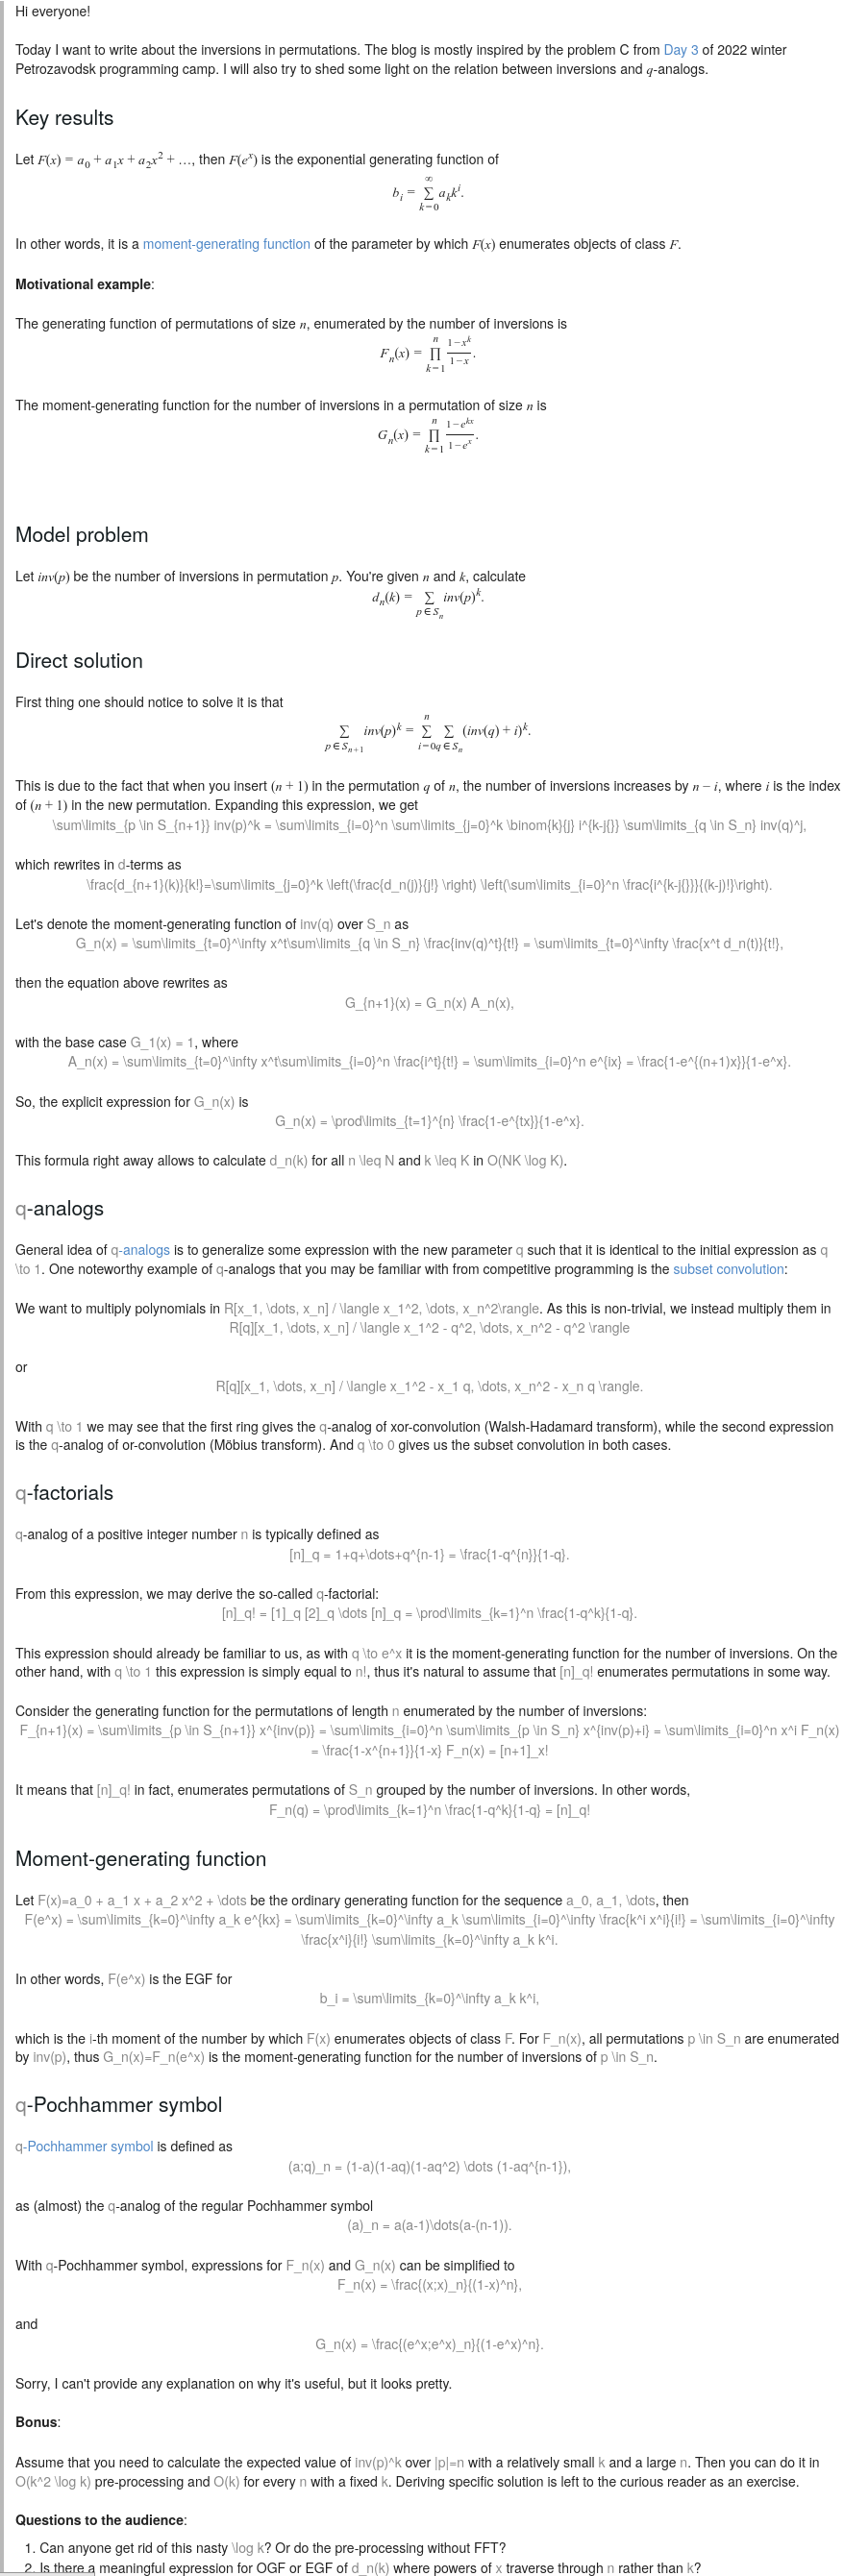 Hi everyone!
Today I want to write about the inversions in permutations. The blog is mostly inspired by the problem C from Day 3 of 2022 winter
Petrozavodsk programming camp. I will also try to shed some light on the relation between inversions and q-analogs.
Key results
Let F(x) = a_0 + a_1x + a_2x^2 + …, then F(e^x) is the exponential generating function of
b_i = ∑_{k=0}^∞ a_k k^i.
In other words, it is a moment-generating function of the parameter by which F(x) enumerates objects of class F.
Motivational example:
The generating function of permutations of size n, enumerated by the number of inversions is
F_n(x) = ∏_{k=1}^n \frac{1−x^k}{1−x}.
The moment-generating function for the number of inversions in a permutation of size n is
G_n(x) = ∏_{k=1}^n \frac{1−e^{kx}}{1−e^x}.
Model problem
Let inv(p) be the number of inversions in permutation p. You're given n and k, calculate
d_n(k) = ∑_{p∈S_n} inv(p)^k.
Direct solution
First thing one should notice to solve it is that
∑_{p∈S_{n+1}} inv(p)^k = ∑_{i=0}^n ∑_{q∈S_n} (inv(q) + i)^k.
This is due to the fact that when you insert (n + 1) in the permutation q of n, the number of inversions increases by n − i, where i is the index
of (n + 1) in the new permutation. Expanding this expression, we get
\sum\limits_{p \in S_{n+1}} inv(p)^k = \sum\limits_{i=0}^n \sum\limits_{j=0}^k \binom{k}{j} i^{k-j{}} \sum\limits_{q \in S_n} inv(q)^j,
which rewrites in d-terms as
\frac{d_{n+1}(k)}{k!}=\sum\limits_{j=0}^k \left(\frac{d_n(j)}{j!} \right) \left(\sum\limits_{i=0}^n \frac{i^{k-j{}}}{(k-j)!}\right).
Let's denote the moment-generating function of inv(q) over S_n as
G_n(x) = \sum\limits_{t=0}^\infty x^t\sum\limits_{q \in S_n} \frac{inv(q)^t}{t!} = \sum\limits_{t=0}^\infty \frac{x^t d_n(t)}{t!},
then the equation above rewrites as
G_{n+1}(x) = G_n(x) A_n(x),
with the base case G_1(x) = 1, where
A_n(x) = \sum\limits_{t=0}^\infty x^t\sum\limits_{i=0}^n \frac{i^t}{t!} = \sum\limits_{i=0}^n e^{ix} = \frac{1-e^{(n+1)x}}{1-e^x}.
So, the explicit expression for G_n(x) is
G_n(x) = \prod\limits_{t=1}^{n} \frac{1-e^{tx}}{1-e^x}.
This formula right away allows to calculate d_n(k) for all n \leq N and k \leq K in O(NK \log K).
q-analogs
General idea of q-analogs is to generalize some expression with the new parameter q such that it is identical to the initial expression as q
\to 1. One noteworthy example of q-analogs that you may be familiar with from competitive programming is the subset convolution:
We want to multiply polynomials in R[x_1, \dots, x_n] / \langle x_1^2, \dots, x_n^2\rangle. As this is non-trivial, we instead multiply them in
R[q][x_1, \dots, x_n] / \langle x_1^2 - q^2, \dots, x_n^2 - q^2 \rangle
or
R[q][x_1, \dots, x_n] / \langle x_1^2 - x_1 q, \dots, x_n^2 - x_n q \rangle.
With q \to 1 we may see that the first ring gives the q-analog of xor-convolution (Walsh-Hadamard transform), while the second expression
is the q-analog of or-convolution (Möbius transform). And q \to 0 gives us the subset convolution in both cases.
q-factorials
q-analog of a positive integer number n is typically defined as
[n]_q = 1+q+\dots+q^{n-1} = \frac{1-q^{n}}{1-q}.
From this expression, we may derive the so-called q-factorial:
[n]_q! = [1]_q [2]_q \dots [n]_q = \prod\limits_{k=1}^n \frac{1-q^k}{1-q}.
This expression should already be familiar to us, as with q \to e^x it is the moment-generating function for the number of inversions. On the
other hand, with q \to 1 this expression is simply equal to n!, thus it's natural to assume that [n]_q! enumerates permutations in some way.
Consider the generating function for the permutations of length n enumerated by the number of inversions:
F_{n+1}(x) = \sum\limits_{p \in S_{n+1}} x^{inv(p)} = \sum\limits_{i=0}^n \sum\limits_{p \in S_n} x^{inv(p)+i} = \sum\limits_{i=0}^n x^i F_n(x)
= \frac{1-x^{n+1}}{1-x} F_n(x) = [n+1]_x!
It means that [n]_q! in fact, enumerates permutations of S_n grouped by the number of inversions. In other words,
F_n(q) = \prod\limits_{k=1}^n \frac{1-q^k}{1-q} = [n]_q!
Moment-generating function
Let F(x)=a_0 + a_1 x + a_2 x^2 + \dots be the ordinary generating function for the sequence a_0, a_1, \dots, then
F(e^x) = \sum\limits_{k=0}^\infty a_k e^{kx} = \sum\limits_{k=0}^\infty a_k \sum\limits_{i=0}^\infty \frac{k^i x^i}{i!} = \sum\limits_{i=0}^\infty
\frac{x^i}{i!} \sum\limits_{k=0}^\infty a_k k^i.
In other words, F(e^x) is the EGF for
b_i = \sum\limits_{k=0}^\infty a_k k^i,
which is the i-th moment of the number by which F(x) enumerates objects of class F. For F_n(x), all permutations p \in S_n are enumerated
by inv(p), thus G_n(x)=F_n(e^x) is the moment-generating function for the number of inversions of p \in S_n.
q-Pochhammer symbol
q-Pochhammer symbol is defined as
(a;q)_n = (1-a)(1-aq)(1-aq^2) \dots (1-aq^{n-1}),
as (almost) the q-analog of the regular Pochhammer symbol
(a)_n = a(a-1)\dots(a-(n-1)).
With q-Pochhammer symbol, expressions for F_n(x) and G_n(x) can be simplified to
F_n(x) = \frac{(x;x)_n}{(1-x)^n},
and
G_n(x) = \frac{(e^x;e^x)_n}{(1-e^x)^n}.
Sorry, I can't provide any explanation on why it's useful, but it looks pretty.
Bonus:
Assume that you need to calculate the expected value of inv(p)^k over |p|=n with a relatively small k and a large n. Then you can do it in
O(k^2 \log k) pre-processing and O(k) for every n with a fixed k. Deriving specific solution is left to the curious reader as an exercise.
Questions to the audience:
1. Can anyone get rid of this nasty \log k? Or do the pre-processing without FFT?
2. Is there a meaningful expression for OGF or EGF of d_n(k) where powers of x traverse through n rather than k?